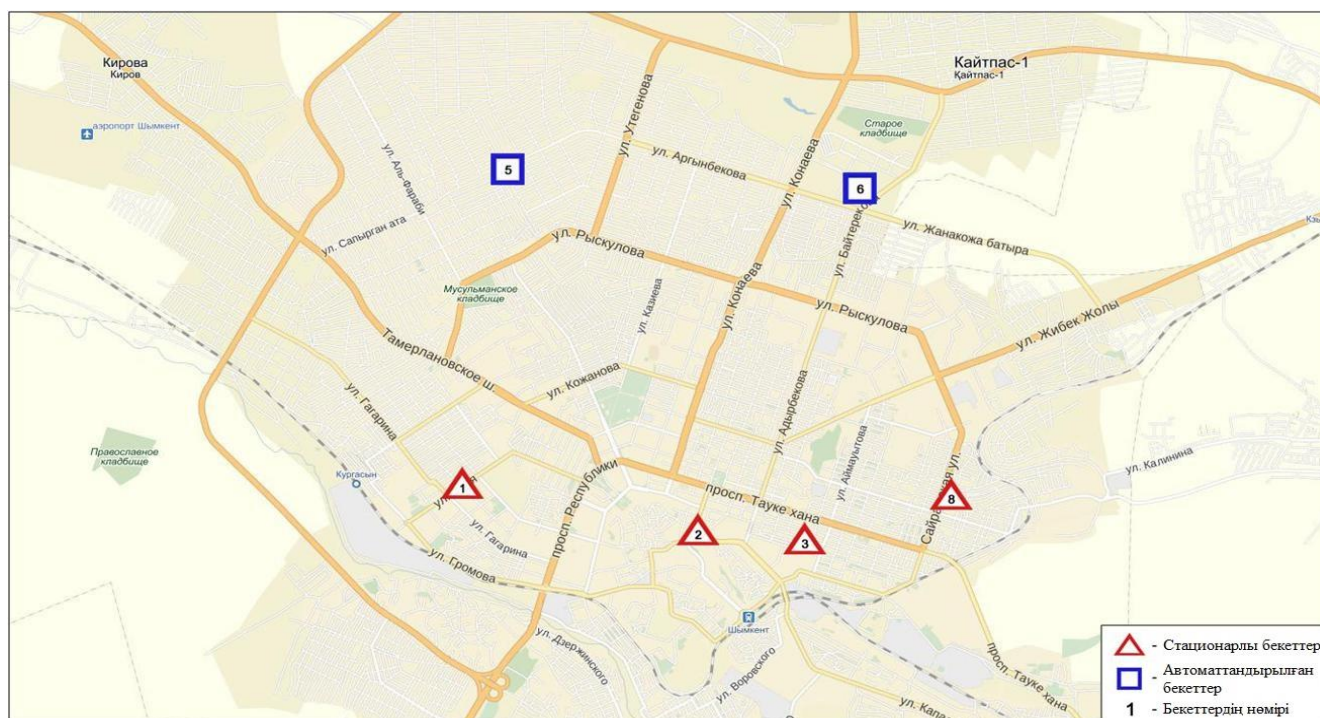 Кирова
Киров
Кайтпас-1
Қайтпас-1
аэропорт Шымкент
Старое
кладбище
ул. Утегенова
ул. Аль-Фараби
ул. Аргынбекова
ул. Конаева
5
6
ул. Сапырган ата
ул. Рыскулова
ул. Байтерекова
ул. Жанакожа батыра
Мусульманское
кладбище
ул. Казиева
ул. Конаева
ул. Рыскулова
ул. Жибек Жолы
Тамерлановское ш.
ул. Кожанова
ул. Гагарина
ул. Адырбекова
ул. Аймаутова
Православное
кладбище
Кургасын
ул. Калинина
1
просп. Республики
просп. Тауке хана
8
2
3
ул. Гагарина
ул. Громова
Шымкент
ул. Дзержинского
ул. Воровского
просп. Тауке хана
- Стационарлы бекеттер
- Автоматтандырылған
бекеттер
1 - Бекеттердің нөмірі